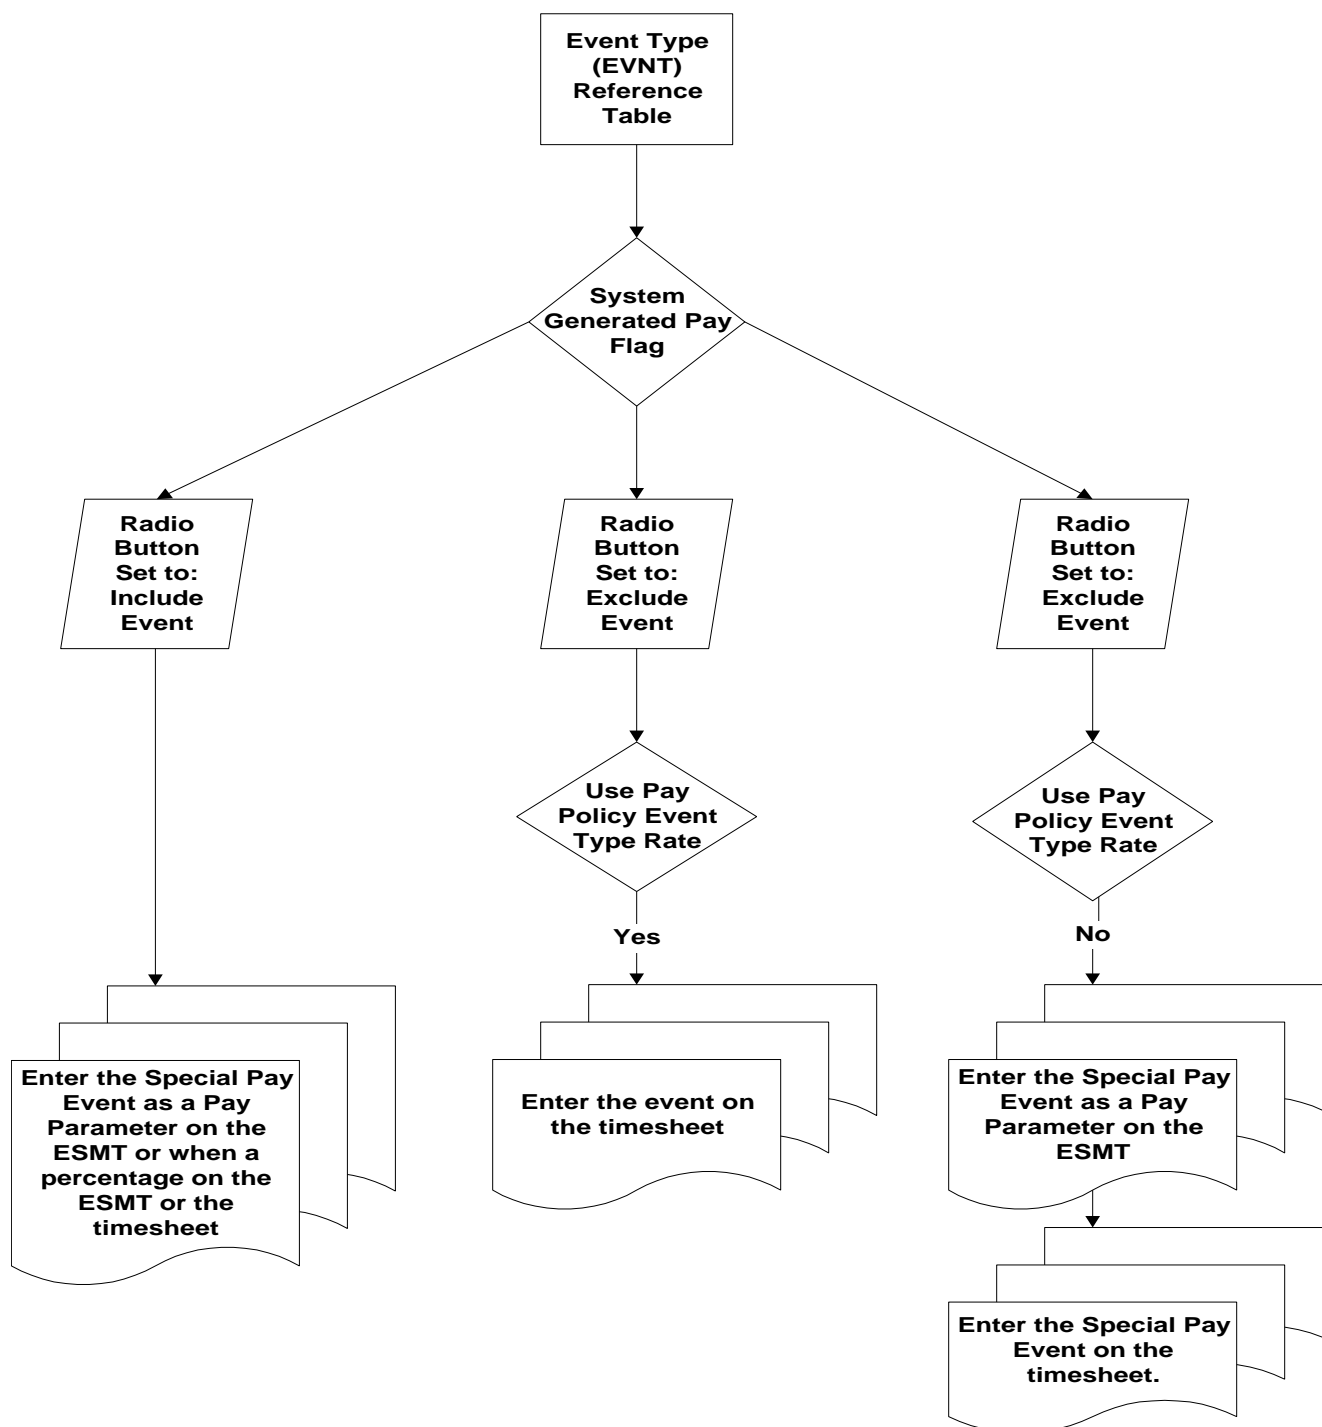 Event Type
(EVNT)
Reference
Table
System
Generated Pay
Flag
Radio
Button
Set to:
Include
Event
Radio
Button
Set to:
Exclude
Event
Radio
Button
Set to:
Exclude
Event
Use Pay
Policy Event
Type Rate
Use Pay
Policy Event
Type Rate
Yes
No
Enter the Special Pay
Event as a Pay
Parameter on the
ESMT or when a
percentage on the
ESMT or the
timesheet
Enter the event on
the timesheet
Enter the Special Pay
Event as a Pay
Parameter on the
ESMT
Enter the Special Pay
Event on the
timesheet.